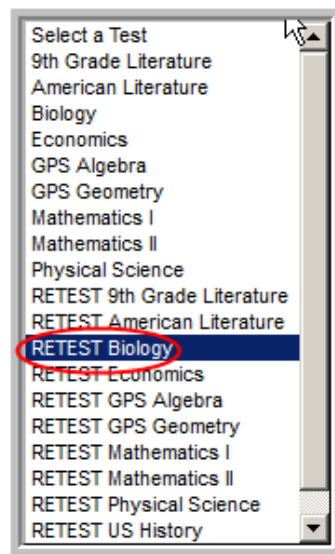 Select a Test
9th Grade Literature
American Literature
Biology
Economics
GPS Algebra
GPS Geometry
Mathematics I
Mathematics II
Physical Science
RETEST 9th Grade Literature
RETEST American Literature
RETEST Biology
RETEST Economics
RETEST GPS Algebra
RETEST GPS Geometry
RETEST Mathematics I
RETEST Mathematics II
RETEST Physical Science
RETEST US History